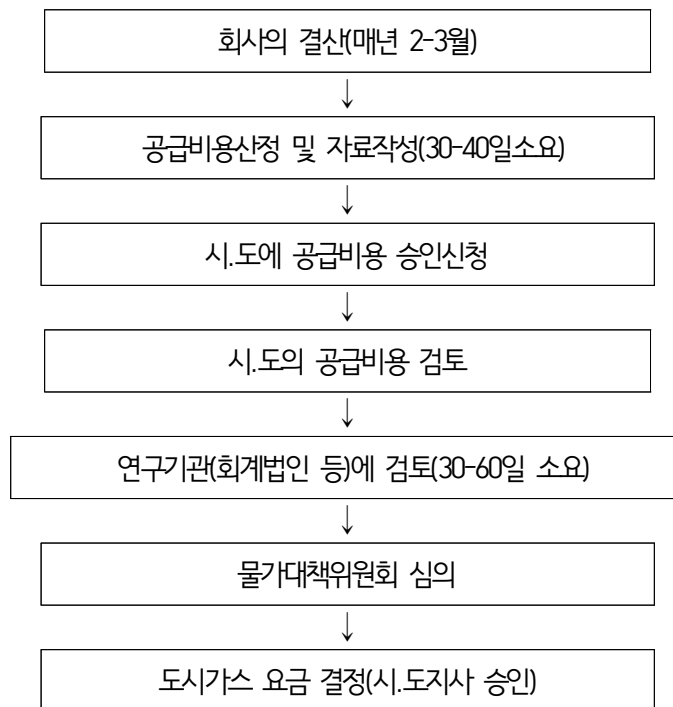 회사의 결산(매년 2-3월)
↓
공급비용산정 및 자료작성(30-40일소요)
↓
시.도에 공급비용 승인신청
↓
시.도의 공급비용 검토
↓
연구기관(회계법인 등)에 검토(30-60일 소요)
↓
물가대책위원회 심의
↓
도시가스 요금 결정(시.도지사 승인)